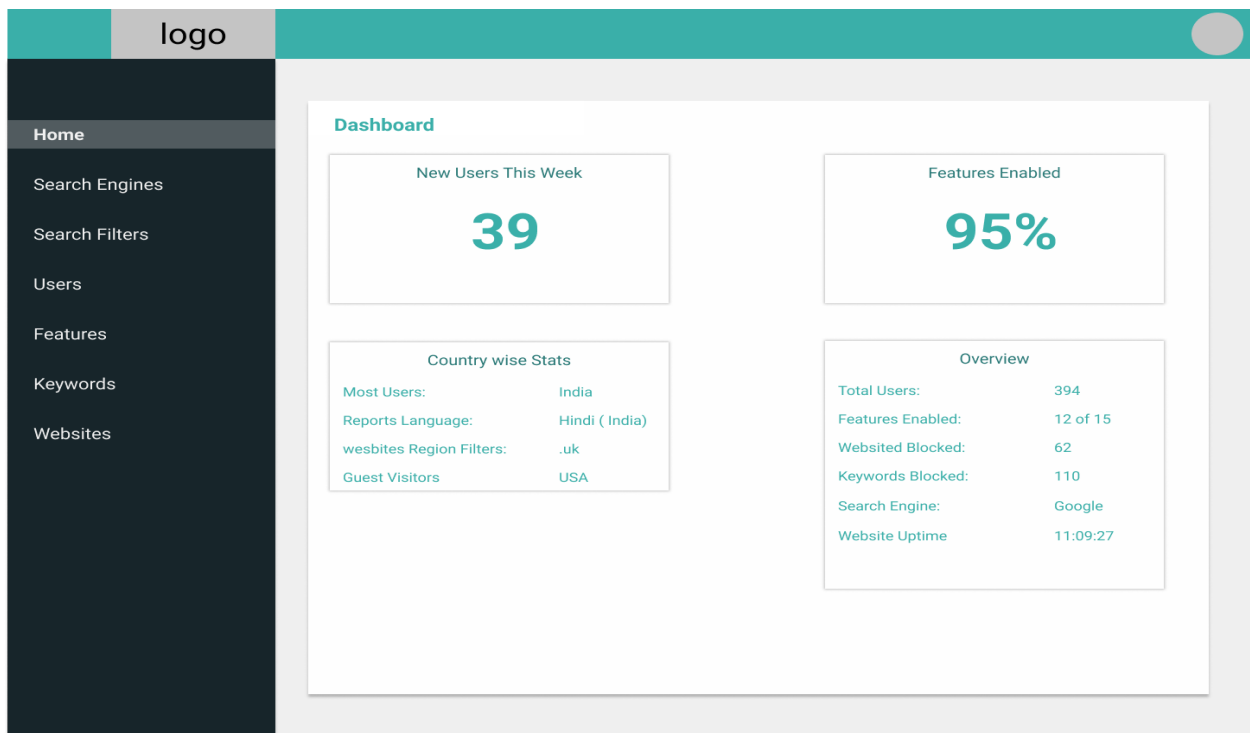 logo
Home
Search Engines
Search Filters
Users
Features
Keywords
Websites
Dashboard
New Users This Week
39
Features Enabled
95%
Country wise Stats
Most Users: India
Reports Language: Hindi ( India)
wesbites Region Filters: .uk
Guest Visitors USA
Overview
Total Users: 394
Features Enabled: 12 of 15
Websited Blocked: 62
Keywords Blocked: 110
Search Engine: Google
Website Uptime 11:09:27